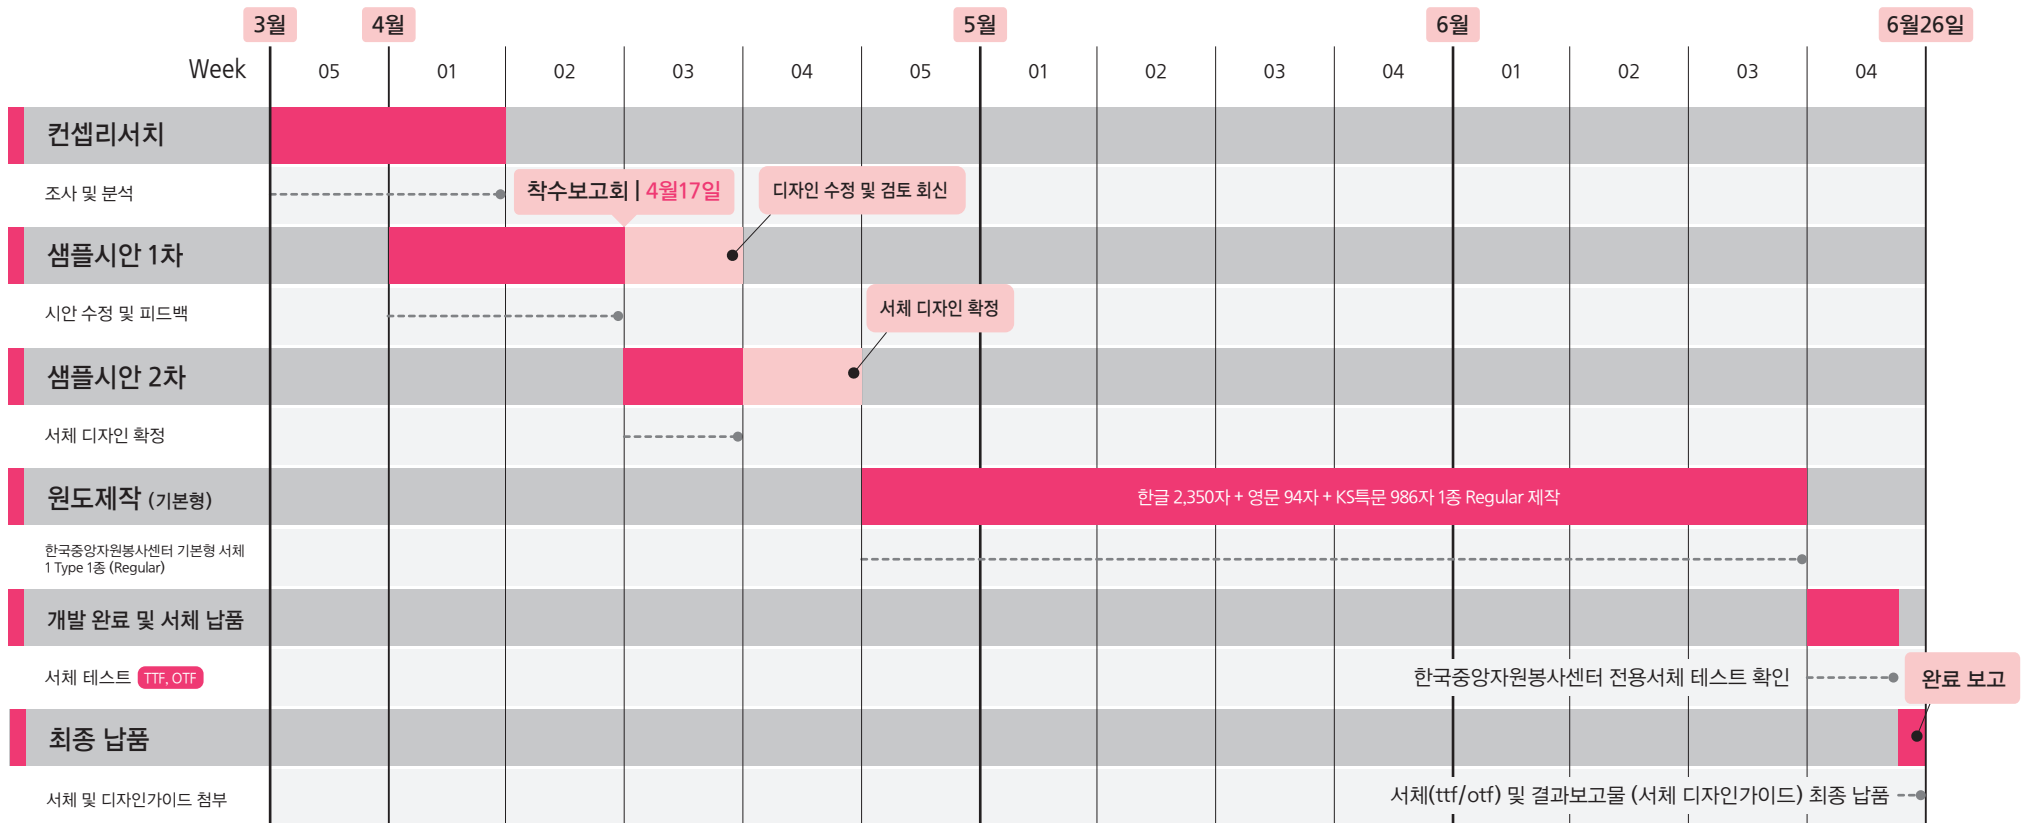 3월 4월 5월 6월 6월26일
Week 05 01 02 03 04 05 01 02 03 04 01 02 03 04
컨셉리서치
조사 및 분석
착수보고회 | 4월17일
디자인 수정 및 검토 회신
샘플시안 1차
시안 수정 및 피드백
서체 디자인 확정
샘플시안 2차
서체 디자인 확정
원도제작 (기본형)
한글 2,350자 + 영문 94자 + KS특문 986자 1종 Regular 제작
한국중앙자원봉사센터 기본형 서체
1 Type 1종 (Regular)
개발 완료 및 서체 납품
서체 테스트 TTF, OTF
한국중앙자원봉사센터 전용서체 테스트 확인
완료 보고
최종 납품
서체 및 디자인가이드 첨부
서체(ttf/otf) 및 결과보고물 (서체 디자인가이드) 최종 납품